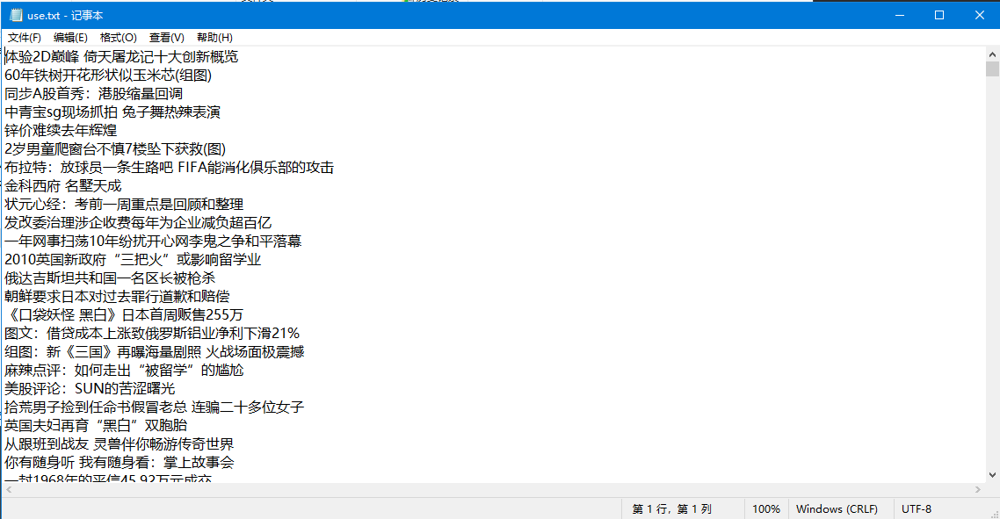 use.txt - 记事本
文件(F) 编辑(E) 格式(O) 查看(V) 帮助(H)
体验2D巅峰 倚天屠龙记十大创新概览
60年铁树开花形状似玉米芯(组图)
同步A股首秀：港股缩量回调
中青宝sg现场抓拍 兔子舞热辣表演
锌价难续去年辉煌
2岁男童爬窗台不慎7楼坠下获救(图)
布拉特：放球员一条生路吧 FIFA能消化俱乐部的攻击
金科西府 名墅天成
状元心经：考前一周重点是回顾和整理
发改委治理涉企收费每年为企业减负超百亿
一年网事扫荡10年纷扰开心网李鬼之争和平落幕
2010英国新政府“三把火”或影响留学业
俄达吉斯坦共和国一名区长被枪杀
朝鲜要求日本对过去罪行道歉和赔偿
《口袋妖怪 黑白》日本首周贩售255万
图文：借贷成本上涨致俄罗斯铝业净利下滑21%
组图：新《三国》再曝海量剧照 火战场面极震撼
麻辣点评：如何走出“被留学”的尴尬
美股评论：SUN的苦涩曙光
拾荒男子捡到任命书假冒老总 连骗二十多位女子
英国夫妇再育“黑白”双胞胎
从跟班到战友 灵兽伴你畅游传奇世界
你有随身听 我有随身看：掌上故事会
一封1968年的平信45.92万元成交
第 1 行，第 1 列 100% Windows (CRLF) UTF-8